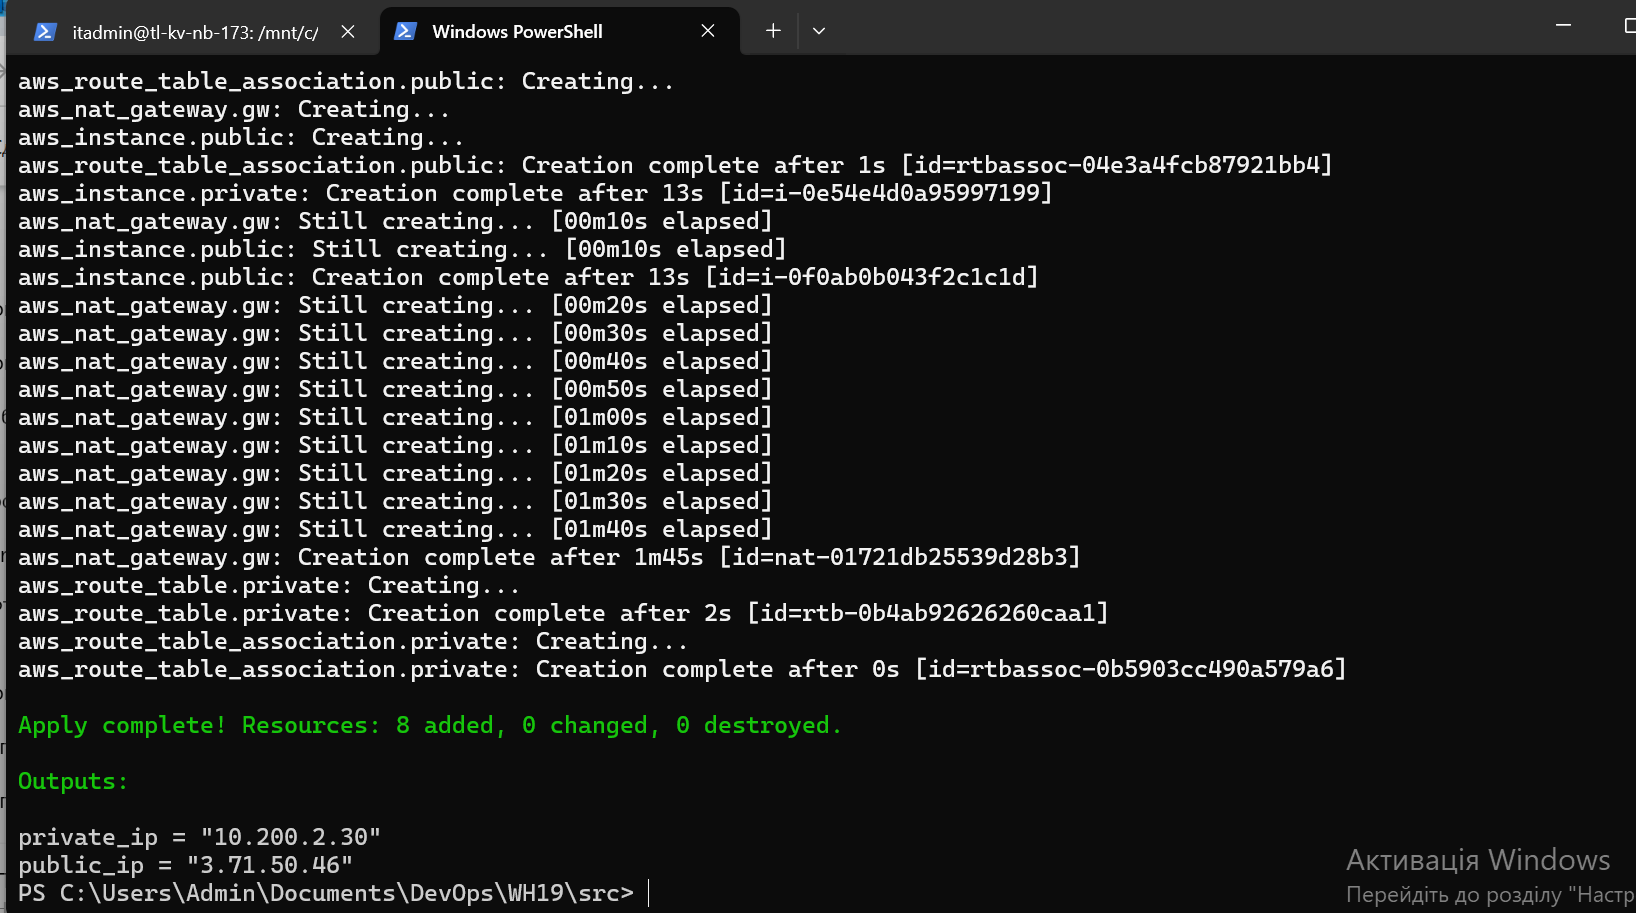 itadmin@tl-kv-nb-173: /mnt/c/
Windows PowerShell
aws_route_table_association.public: Creating...
aws_nat_gateway.gw: Creating...
aws_instance.public: Creating...
aws_route_table_association.public: Creation complete after 1s [id=rtbassoc-04e3a4fcb87921bb4]
aws_instance.private: Creation complete after 13s [id=i-0e54e4d0a95997199]
aws_nat_gateway.gw: Still creating... [00m10s elapsed]
aws_instance.public: Still creating... [00m10s elapsed]
aws_instance.public: Creation complete after 13s [id=i-0f0ab0b043f2c1c1d]
aws_nat_gateway.gw: Still creating... [00m20s elapsed]
aws_nat_gateway.gw: Still creating... [00m30s elapsed]
aws_nat_gateway.gw: Still creating... [00m40s elapsed]
aws_nat_gateway.gw: Still creating... [00m50s elapsed]
aws_nat_gateway.gw: Still creating... [01m00s elapsed]
aws_nat_gateway.gw: Still creating... [01m10s elapsed]
aws_nat_gateway.gw: Still creating... [01m20s elapsed]
aws_nat_gateway.gw: Still creating... [01m30s elapsed]
aws_nat_gateway.gw: Still creating... [01m40s elapsed]
aws_nat_gateway.gw: Creation complete after 1m45s [id=nat-01721db25539d28b3]
aws_route_table.private: Creating...
aws_route_table.private: Creation complete after 2s [id=rtb-0b4ab92626260caa1]
aws_route_table_association.private: Creating...
aws_route_table_association.private: Creation complete after 0s [id=rtbassoc-0b5903cc490a579a6]
Apply complete! Resources: 8 added, 0 changed, 0 destroyed.
Outputs:
private_ip = "10.200.2.30"
public_ip = "3.71.50.46"
PS C:\Users\Admin\Documents\DevOps\WH19\src>
Активація Windows
Перейдіть до розділу "Настр